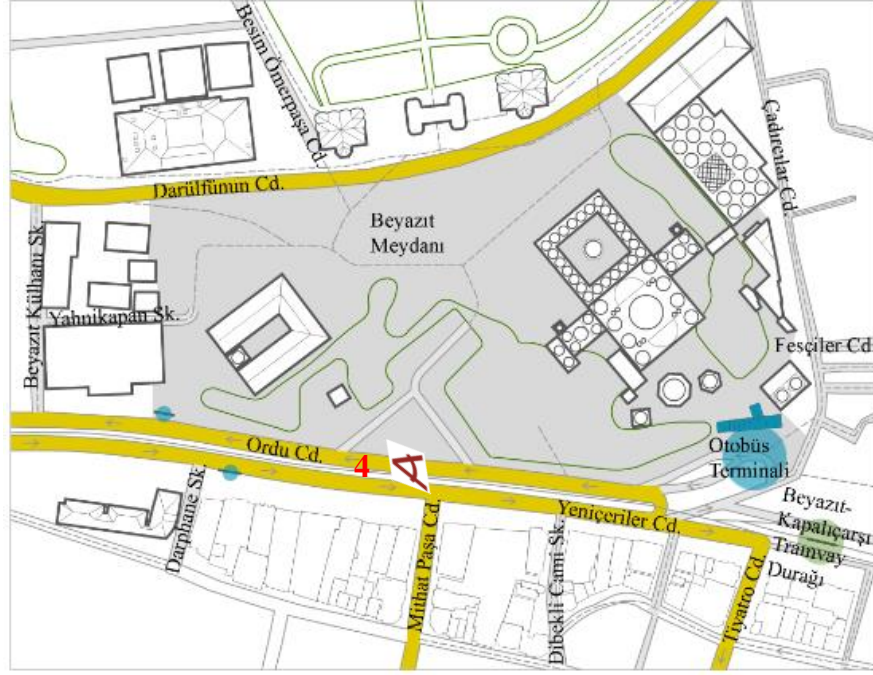 Besim Ömerpaşa Cd.
Çadırcılar Cd.
Darülfünun Cd.
Beyazıt
Meydanı
Beyazıt Külhanı Sk.
Yahnikapan Sk.
Fesçiler Cd.
Ordu Cd.
4
Otobüs
Terminali
Darphane Sk.
Mithat Paşa Cd.
Dibekli Cami Sk.
Yeniçeriler Cd.
Beyazıt-
Kapalıçarşı
Tramvay
Durağı
Tiyatro Cd.